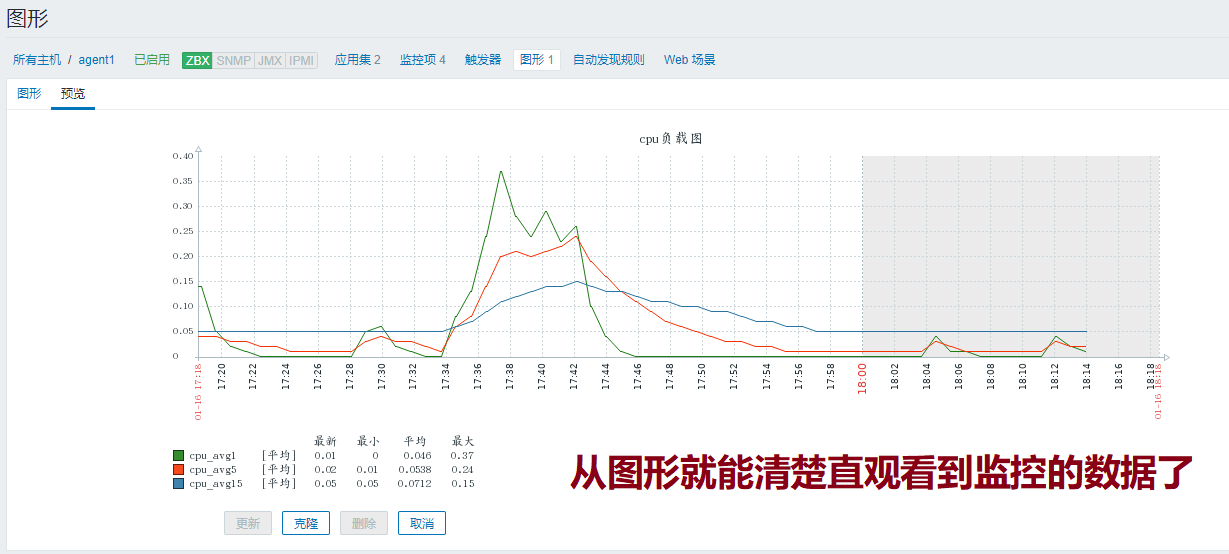 图形
所有主机 / agent1 已启用 ZBX SNMP JMX IPMI 应用集 2 监控项 4 触发器 图形 1 自动发现规则 Web 场景
图形 预览
cpu负载图
0.40
0.35
0.30
0.25
0.20
0.15
0.10
0.05
0
01-16 17:18 17:20 17:22 17:24 17:26 17:28 17:30 17:32 17:34 17:36 17:38 17:40 17:42 17:44 17:46 17:48 17:50 17:52 17:54 17:56 17:58 18:00 18:02 18:04 18:06 18:08 18:10 18:12 18:14 18:16 18:18 01-16 18:18
最新 最小 平均 最大
cpu_avg1 [平均] 0.01 0 0.046 0.37
cpu_avg5 [平均] 0.02 0.01 0.0538 0.24
cpu_avg15 [平均] 0.05 0.05 0.0712 0.15
从图形就能清楚直观看到监控的数据了
更新 克隆 删除 取消